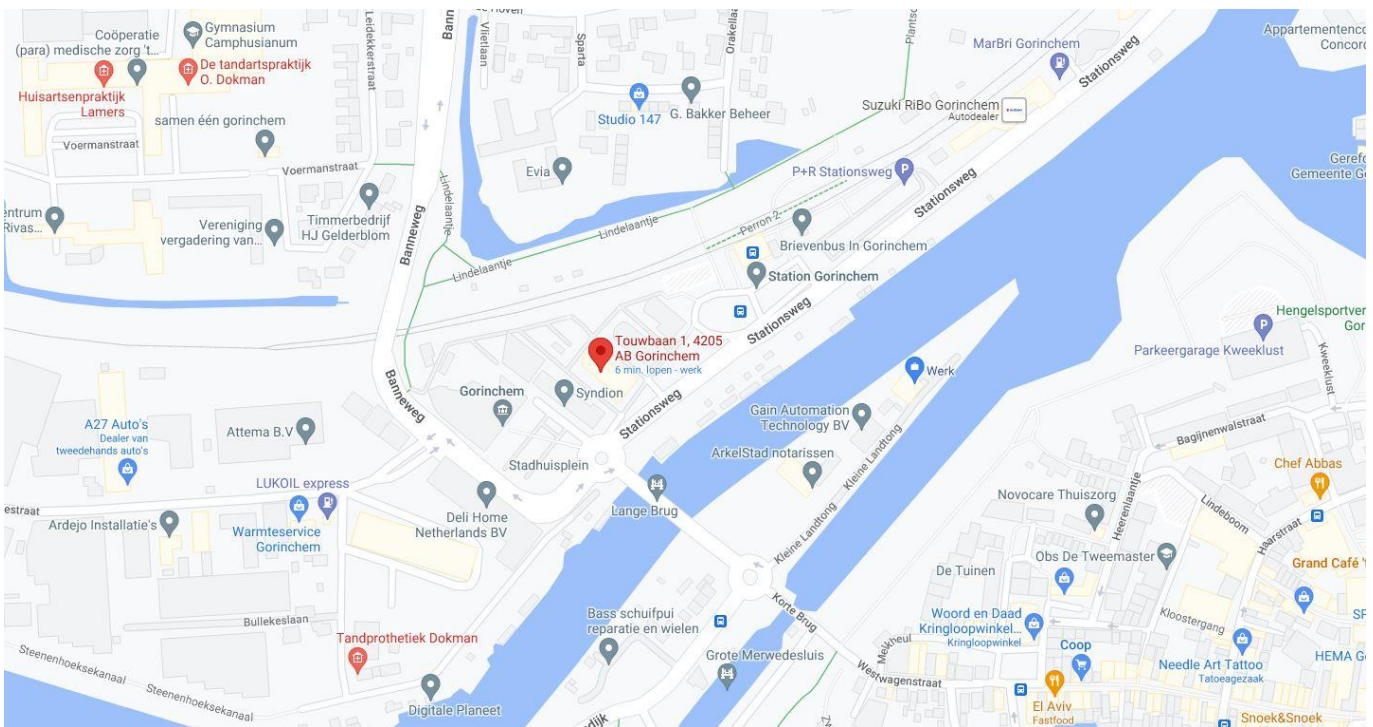 Coöperatie
(para) medische zorg 't...
Gymnasium
Camphusianum
De tandartspraktijk
O. Dokman
Huisartsenpraktijk
Lamers
samen één gorinchem
Voermanstraat
Voermanstraat
Leidekkerstraat
Vlietlaan
Sparta
Studio 147
G. Bakker Beheer
Evia
MarBri Gorinchem
Stationsweg
Suzuki RiBo Gorinchem
Autodealer
P+R Stationsweg
Stationsweg
Appartementenco
Concor
Geref
Gemeente G
entrum
Rivas...
Vereniging
vergadering van...
Timmerbedrijf
HJ Gelderblom
Banneweg
Lindelaantje
Lindelaantje
Lindelaantje
Perron 2
Brievenbus In Gorinchem
Station Gorinchem
Stationsweg
Touwbaan 1, 4205
AB Gorinchem
6 min. lopen - werk
Gorinchem
Syndion
Stationsweg
Banneweg
Werk
Hengelsportver
Gor
Parkeergarage Kweeklust
Kweeklust
A27 Auto's
Dealer van
tweedehands auto's
Attema B.V
Stadhuisplein
Gain Automation
Technology BV
ArkelStad notarissen
Kleine Landtong
Kleine Landtong
Bagijnenwalstraat
Chef Abbas
LUKOIL express
estraat
Ardejo Installatie's
Warmteservice
Gorinchem
Deli Home
Netherlands BV
Lange Brug
Novocare Thuiszorg
Heerenlaantje
Lindeboom
Haarstraat
Obs De Tweemaster
De Tuinen
Grand Café
Bullekeslaan
Tandprothetiek Dokman
Bass schuifpui
reparatie en wielen
Korte Brug
Woord en Daad
Kringloopwinkel...
Kringloopwinkel
Kloostergang
Melkheul
Coop
Steenenhoeksekanaal
Steenenhoeksekanaal
Grote Merwedesluis
Westwagenstraat
Needle Art Tattoo
Tatoeagezaak
HEMA G
Digitale Planeet
El Aviv
Fastfood
Snoek&Snoek